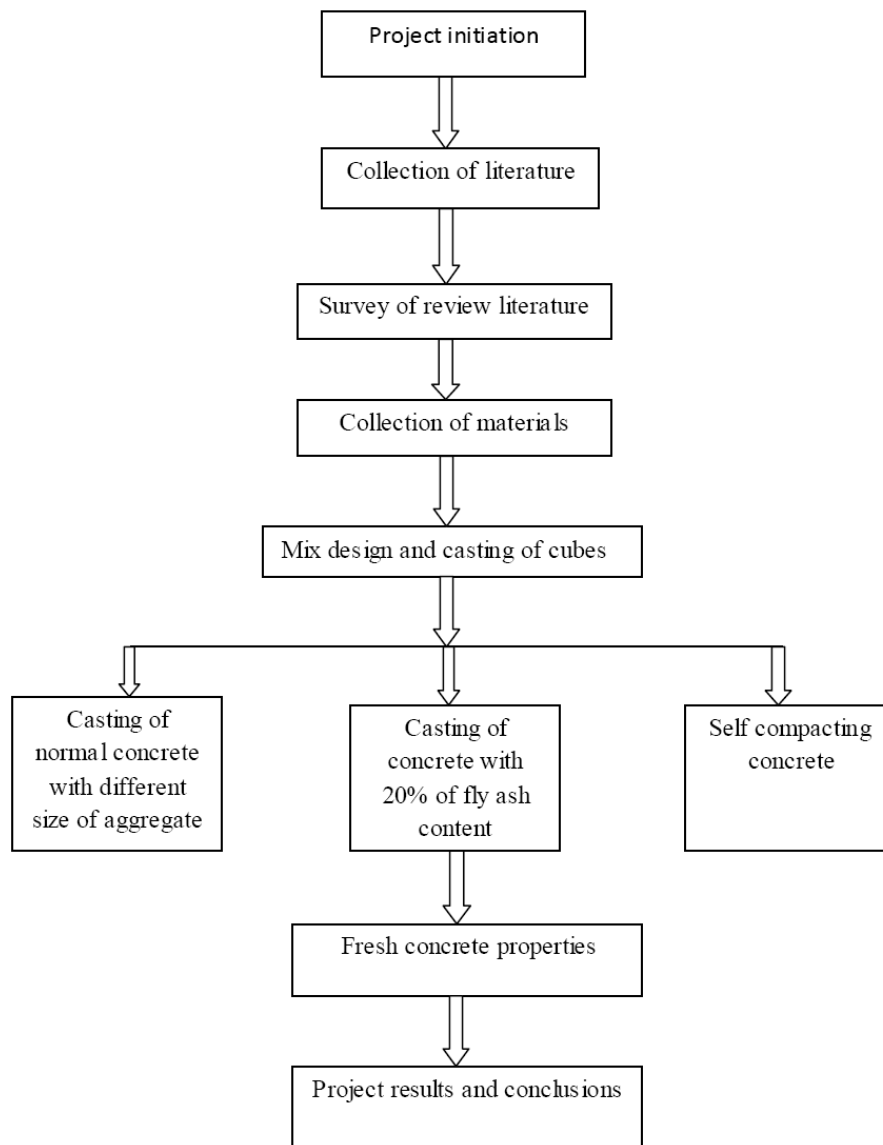 Project initiation
Collection of literature
Survey of review literature
Collection of materials
Mix design and casting of cubes
Casting of
normal concrete
with different
size of aggregate
Casting of
concrete with
20% of fly ash
content
Self compacting
concrete
Fresh concrete properties
Project results and conclusions